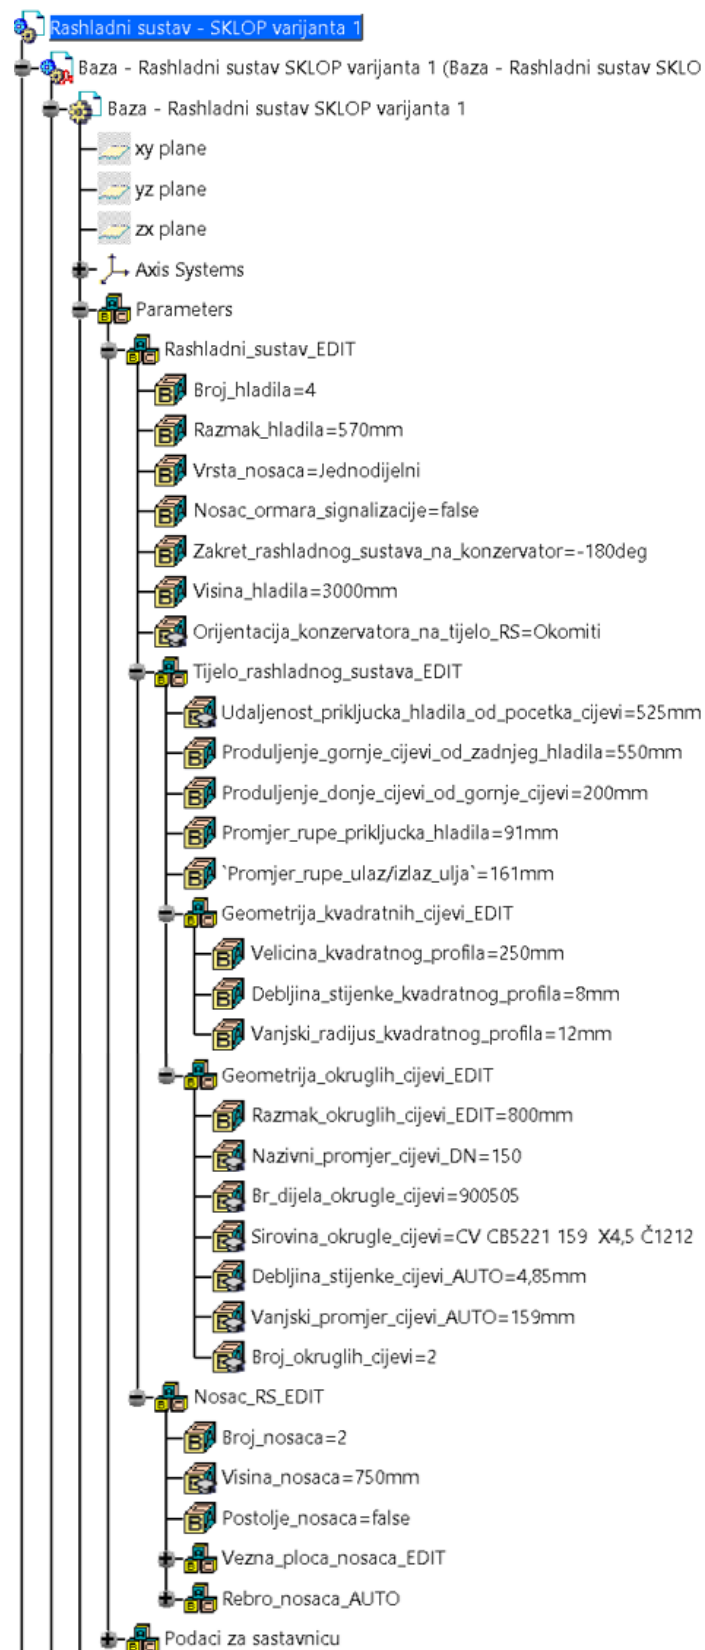 Rashladni sustav - SKLOP varijanta 1
Baza - Rashladni sustav SKLOP varijanta 1 (Baza - Rashladni sustav SKLO
Baza - Rashladni sustav SKLOP varijanta 1
xy plane
yz plane
zx plane
Axis Systems
Parameters
Rashladni_sustav_EDIT
Broj_hladila=4
Razmak_hladila=570mm
Vrsta_nosaca=Jednodijelni
Nosac_ormara_signalizacije=false
Zakret_rashladnog_sustava_na_konzervator=-180deg
Visina_hladila=3000mm
Orijentacija_konzervatora_na_tijelo_RS=Okomiti
Tijelo_rashladnog_sustava_EDIT
Udaljenost_prikljucka_hladila_od_pocetka_cijevi=525mm
Produljenje_gornje_cijevi_od_zadnjeg_hladila=550mm
Produljenje_donje_cijevi_od_gornje_cijevi=200mm
Promjer_rupe_prikljucka_hladila=91mm
`Promjer_rupe_ulaz/izlaz_ulja`=161mm
Geometrija_kvadratnih_cijevi_EDIT
Velicina_kvadratnog_profila=250mm
Debljina_stijenke_kvadratnog_profila=8mm
Vanjski_radijus_kvadratnog_profila=12mm
Geometrija_okruglih_cijevi_EDIT
Razmak_okruglih_cijevi_EDIT=800mm
Nazivni_promjer_cijevi_DN=150
Br_dijela_okrugle_cijevi=900505
Sirovina_okrugle_cijevi=CV CB5221 159  X4,5 Č1212
Debljina_stijenke_cijevi_AUTO=4,85mm
Vanjski_promjer_cijevi_AUTO=159mm
Broj_okruglih_cijevi=2
Nosac_RS_EDIT
Broj_nosaca=2
Visina_nosaca=750mm
Postolje_nosaca=false
Vezna_ploca_nosaca_EDIT
Rebro_nosaca_AUTO
Podaci za sastavnicu